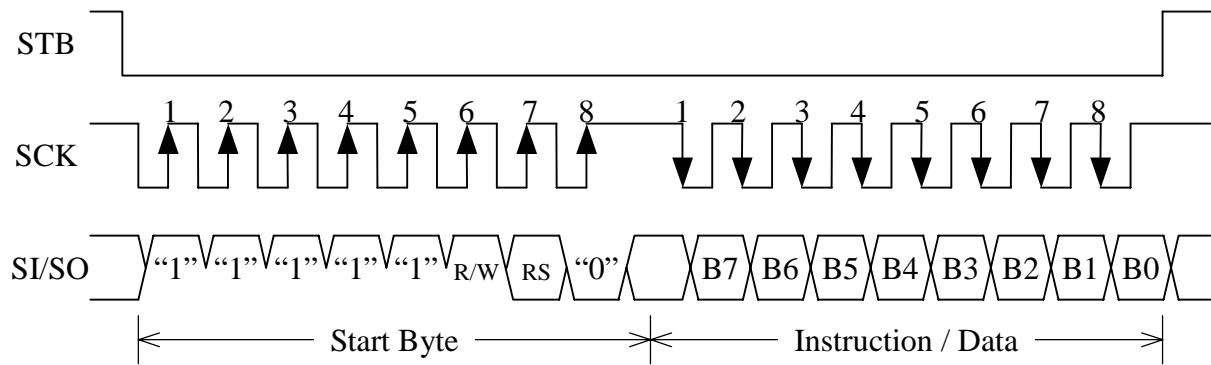 STB
1 2 3 4 5 6 7 8 1 2 3 4 5 6 7 8
SCK
SI/SO “1” “1” “1” “1” “1” R/W RS “0” B7 B6 B5 B4 B3 B2 B1 B0
Start Byte Instruction / Data